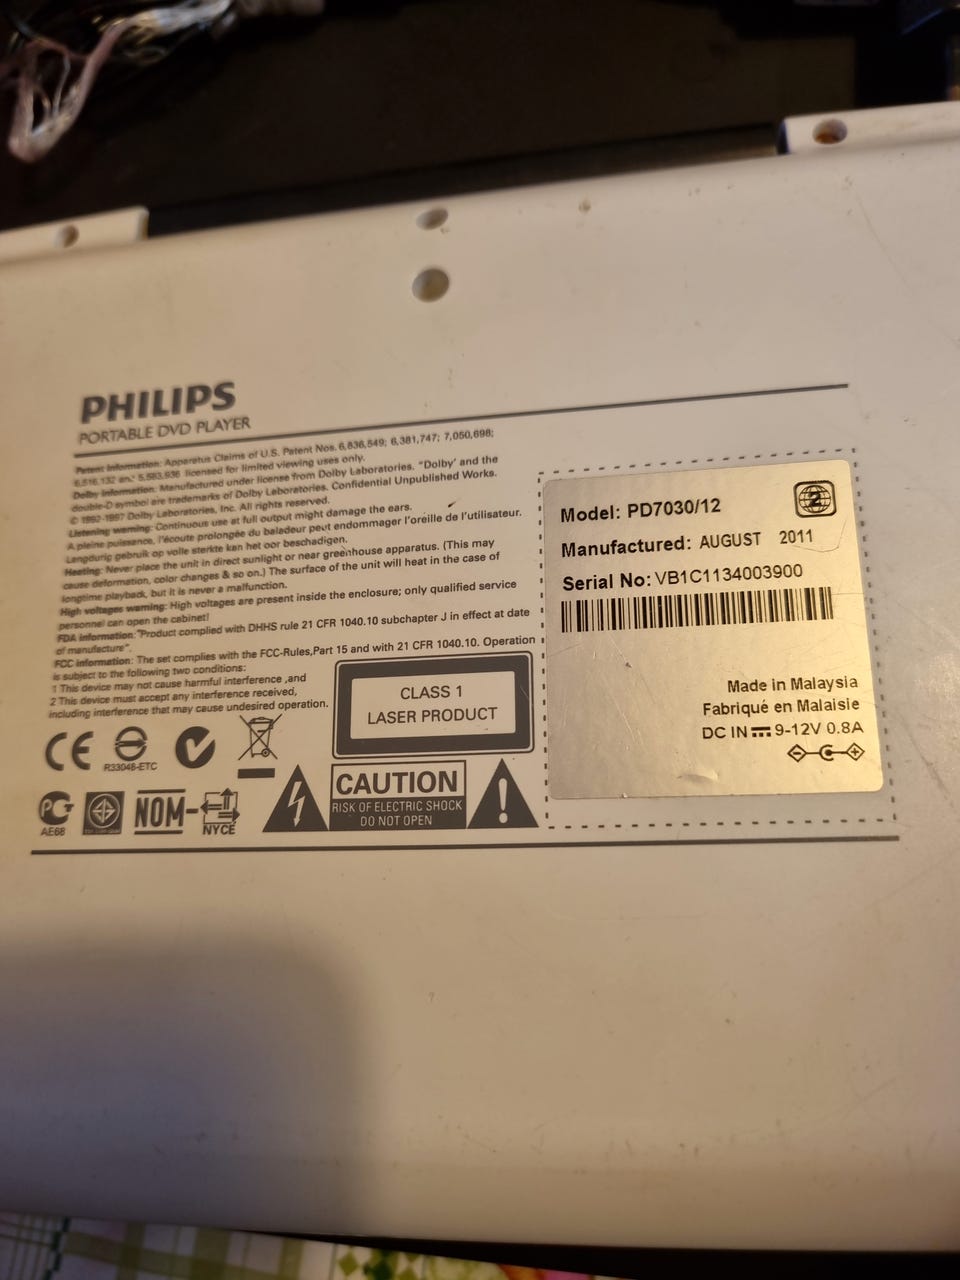 PHILIPS
PORTABLE DVD PLAYER
Patent Information: Apparatus Claims of U.S. Patent Nos. 6,836,549; 6,381,747; 7,050,698;
6,516,132 and 5,583,936 licensed for limited viewing uses only.
Dolby Information: Manufactured under license from Dolby Laboratories. "Dolby' and the
double-D symbol are trademarks of Dolby Laboratories. Confidential Unpublished Works.
© 1992-1997 Dolby Laboratories, Inc. All rights reserved.
Listening warning: Continuous use at full output might damage the ears.
A pleine puissance, l'écoute prolongée du baladeur peut endommager l'oreille de l'utilisateur.
Langdurig gebruik op volle sterkte kan het oor beschadigen.
Heating: Never place the unit in direct sunlight or near greenhouse apparatus. (This may
cause deformation, color changes & so on.) The surface of the unit will heat in the case of
longtime playback, but it is never a malfunction.
High voltages warning: High voltages are present inside the enclosure; only qualified service
personnel can open the cabinet!
FDA information: "Product complied with DHHS rule 21 CFR 1040.10 subchapter J in effect at date
of manufacture".
FCC information: The set complies with the FCC-Rules,Part 15 and with 21 CFR 1040.10. Operation
is subject to the following two conditions:
1 This device may not cause harmful interference ,and
2 This device must accept any interference received,
including interference that may cause undesired operation.
CLASS 1
LASER PRODUCT
CE
R33046-ETC
CAUTION
RISK OF ELECTRIC SHOCK
DO NOT OPEN
AE68
NOM-
NYCE
2
Model: PD7030/12
Manufactured: AUGUST 2011
Serial No: VB1C1134003900
Made in Malaysia
Fabriqué en Malaisie
DC IN 9-12V 0.8A